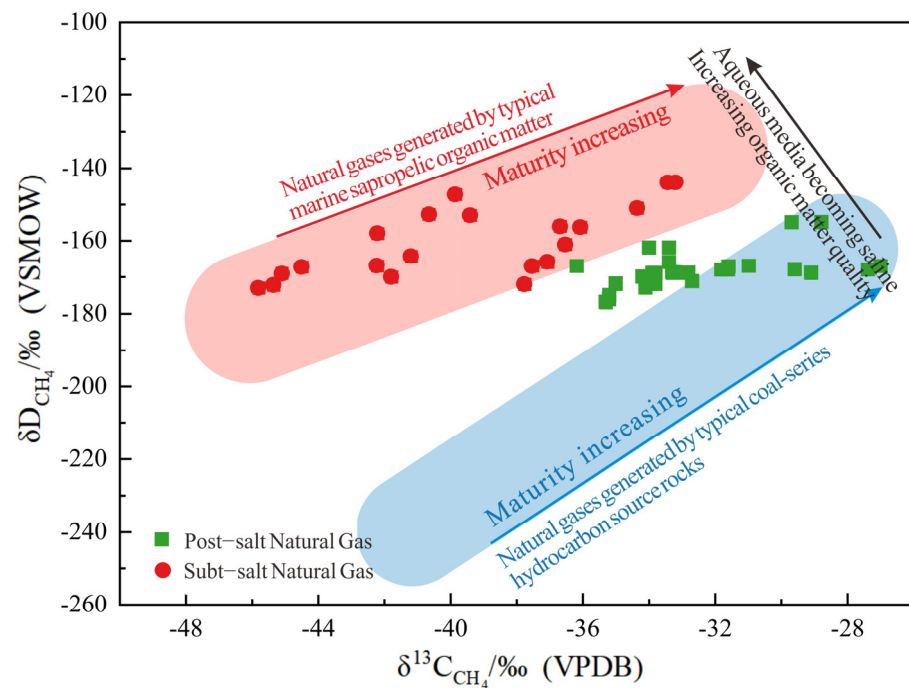 -100
-120
-140
-160
-180
-200
-220
-240
-260
-48
-44
-40
-36
-32
-28
δD_CH₄/‰ (VSMOW)
δ¹³C_CH₄/‰ (VPDB)
Natural gases generated by typical
marine sapropelic organic matter
Maturity increasing
Aqueous media becoming saline
Increasing organic matter quality
Maturity increasing
Natural gases generated by typical coal-series
hydrocarbon source rocks
Post-salt Natural Gas
Subt-salt Natural Gas